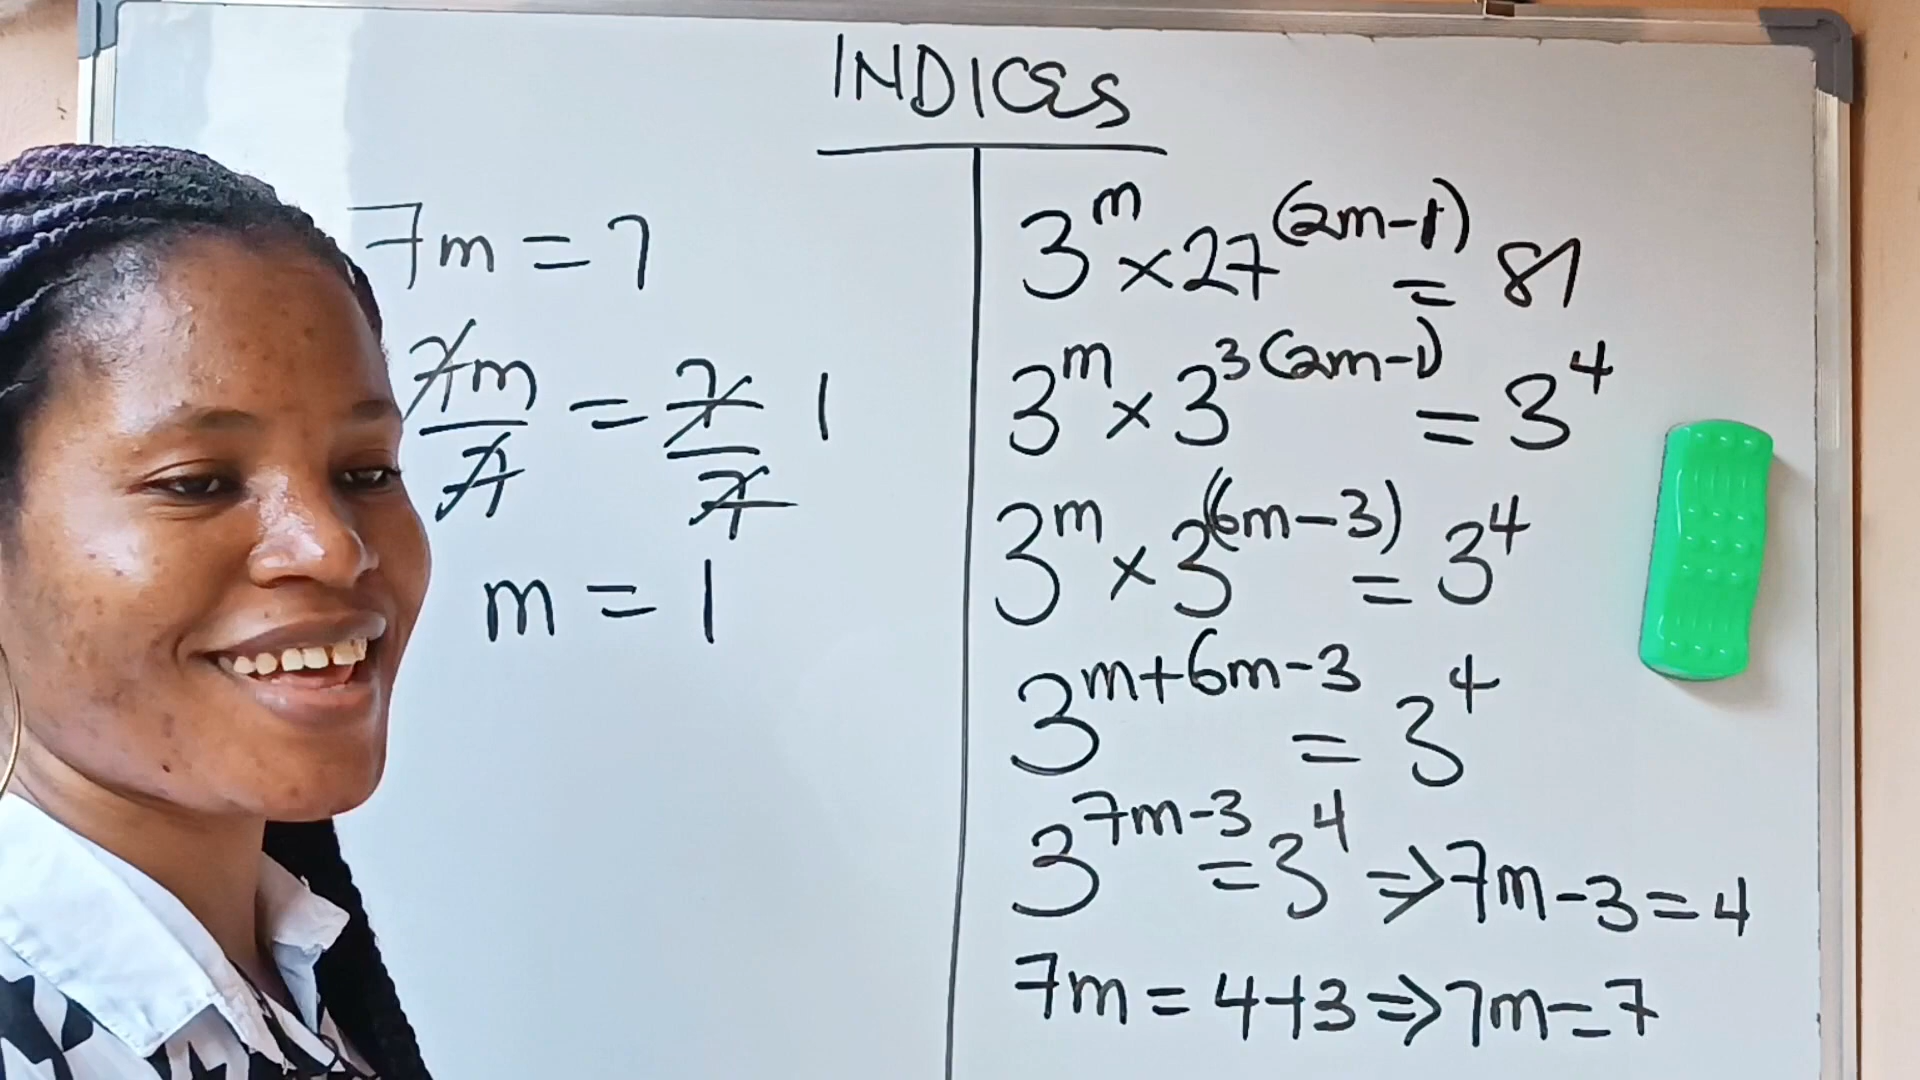 INDICES
3^m × 27^(2m-1) = 81
3^m × 3^3(2m-1) = 3^4
3^m × 3^(6m-3) = 3^4
3^m+6m-3 = 3^4
3^7m-3 = 3^4 ⇒ 7m-3=4
7m = 4+3 ⇒ 7m=7
7m = 7
7m/7 = 7/7 1
m = 1